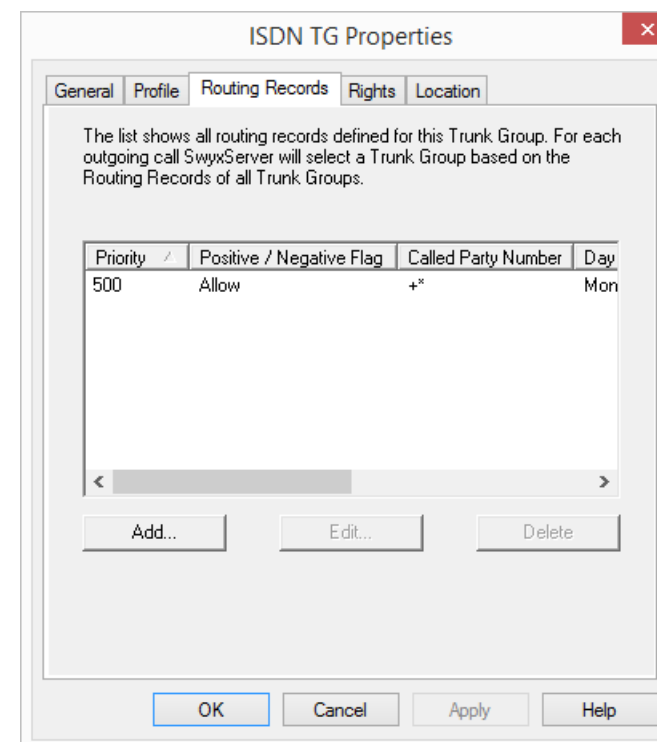 ISDN TG Properties
General Profile Routing Records Rights Location
The list shows all routing records defined for this Trunk Group. For each
outgoing call SwyxServer will select a Trunk Group based on the
Routing Records of all Trunk Groups.
Priority Positive / Negative Flag Called Party Number Day
500 Allow +* Mon
Add... Edit... Delete
OK Cancel Apply Help